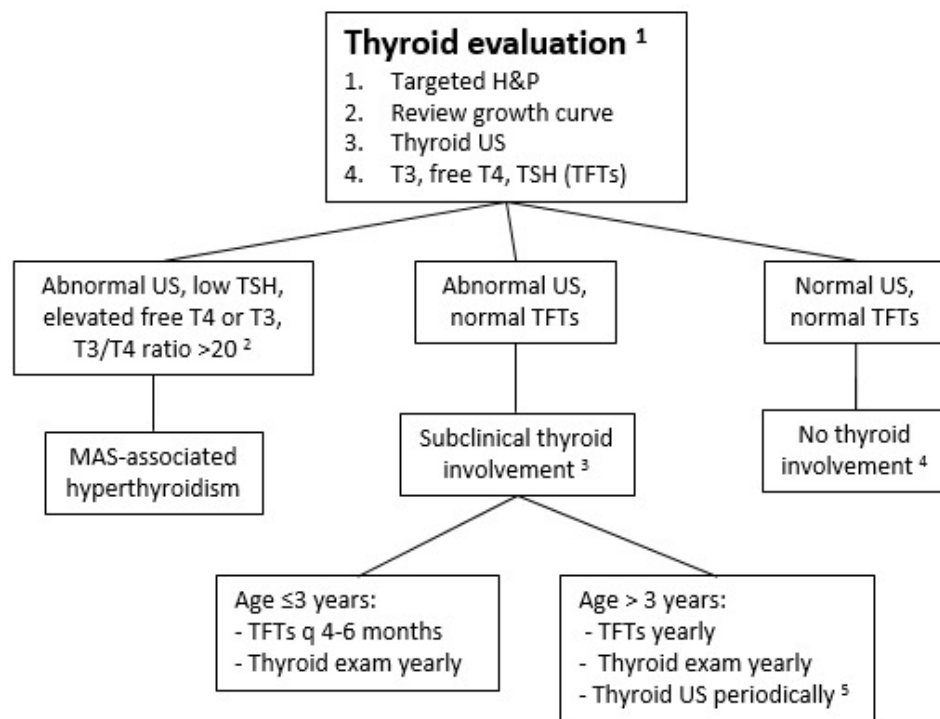 Thyroid evaluation ¹
1. Targeted H&P
2. Review growth curve
3. Thyroid US
4. T3, free T4, TSH (TFTs)
Abnormal US, low TSH,
elevated free T4 or T3,
T3/T4 ratio >20 ²
Abnormal US,
normal TFTs
Normal US,
normal TFTs
MAS-associated
hyperthyroidism
Subclinical thyroid
involvement ³
No thyroid
involvement ⁴
Age ≤3 years:
- TFTs q 4-6 months
- Thyroid exam yearly
Age > 3 years:
- TFTs yearly
- Thyroid exam yearly
- Thyroid US periodically ⁵